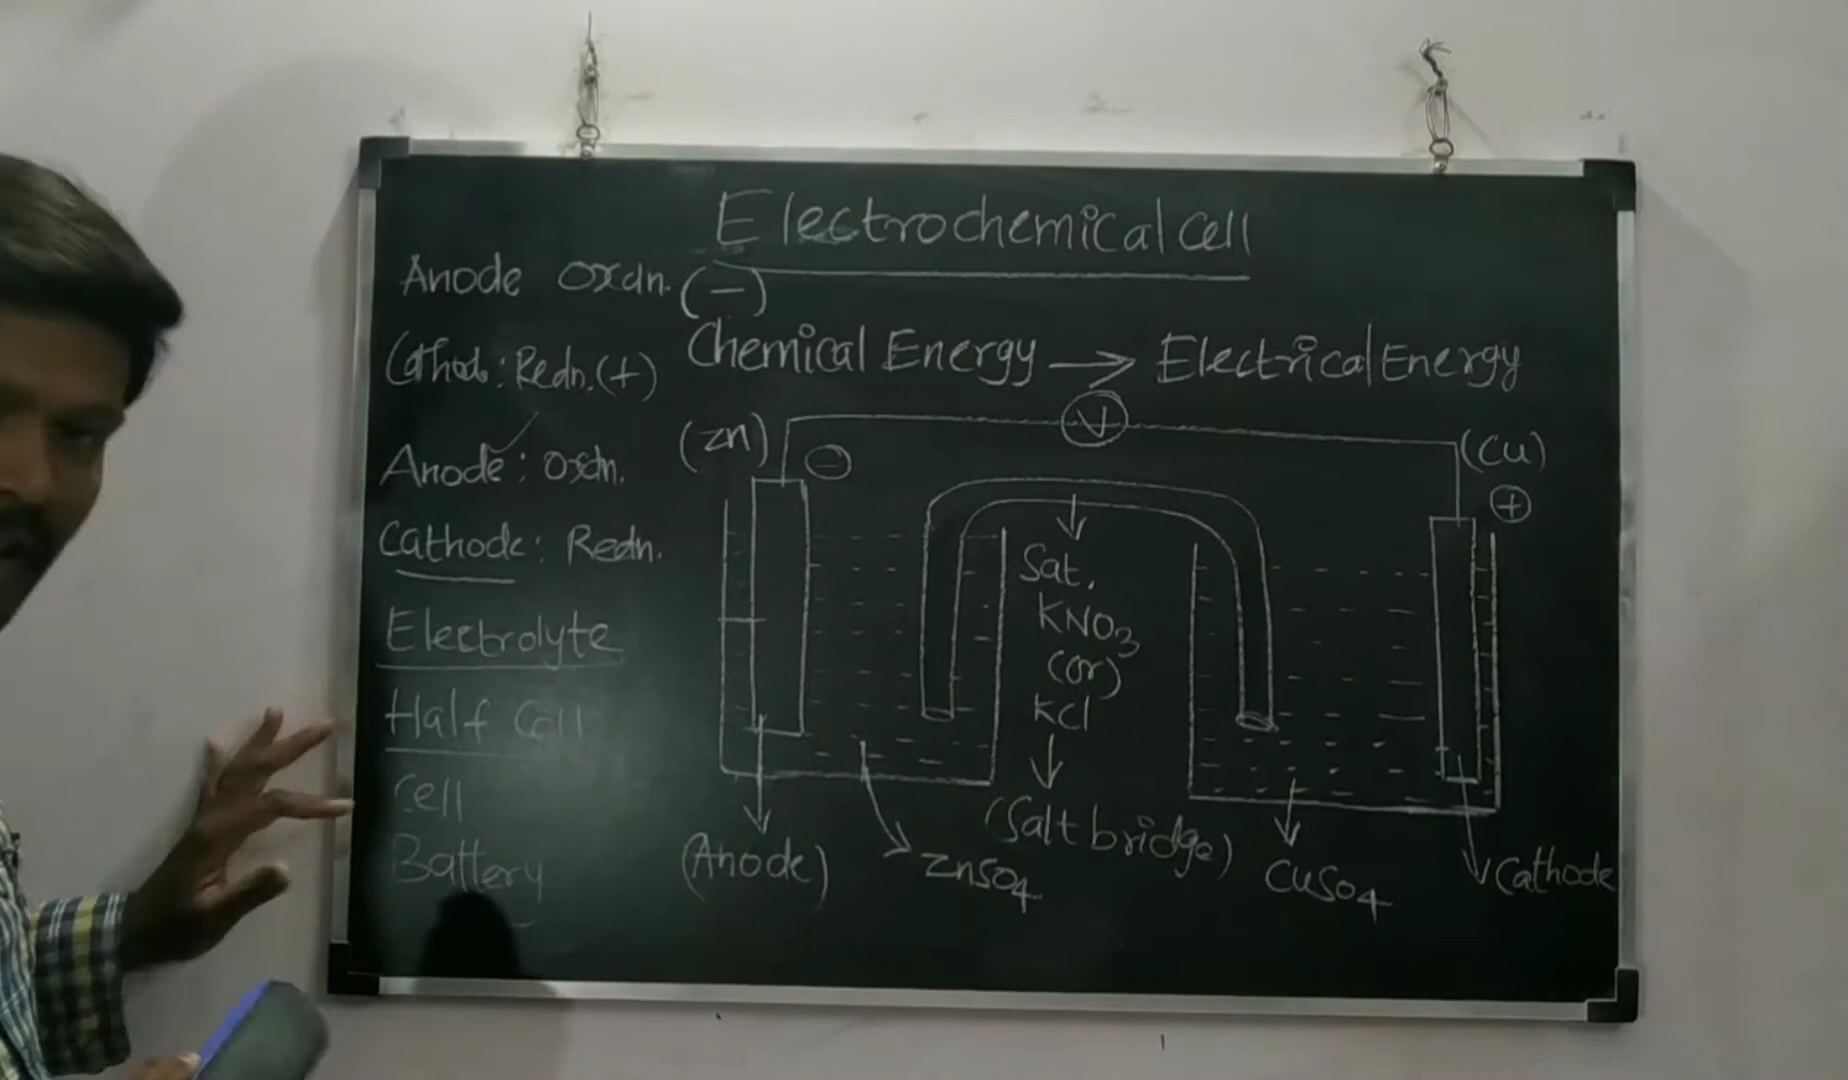 Electrochemical Cell
Anode oxdn. (-)
Cathod: Redn. (+)
Anode: oxdn.
Cathode: Redn.
Electrolyte
Half Cell
Cell
Battery
Chemical Energy → Electrical Energy
V
(Zn)
-
(Cu)
+
Sat.
KNO3
(or)
KCl
(Salt bridge)
(Anode)
ZnSO4
CuSO4
Cathode